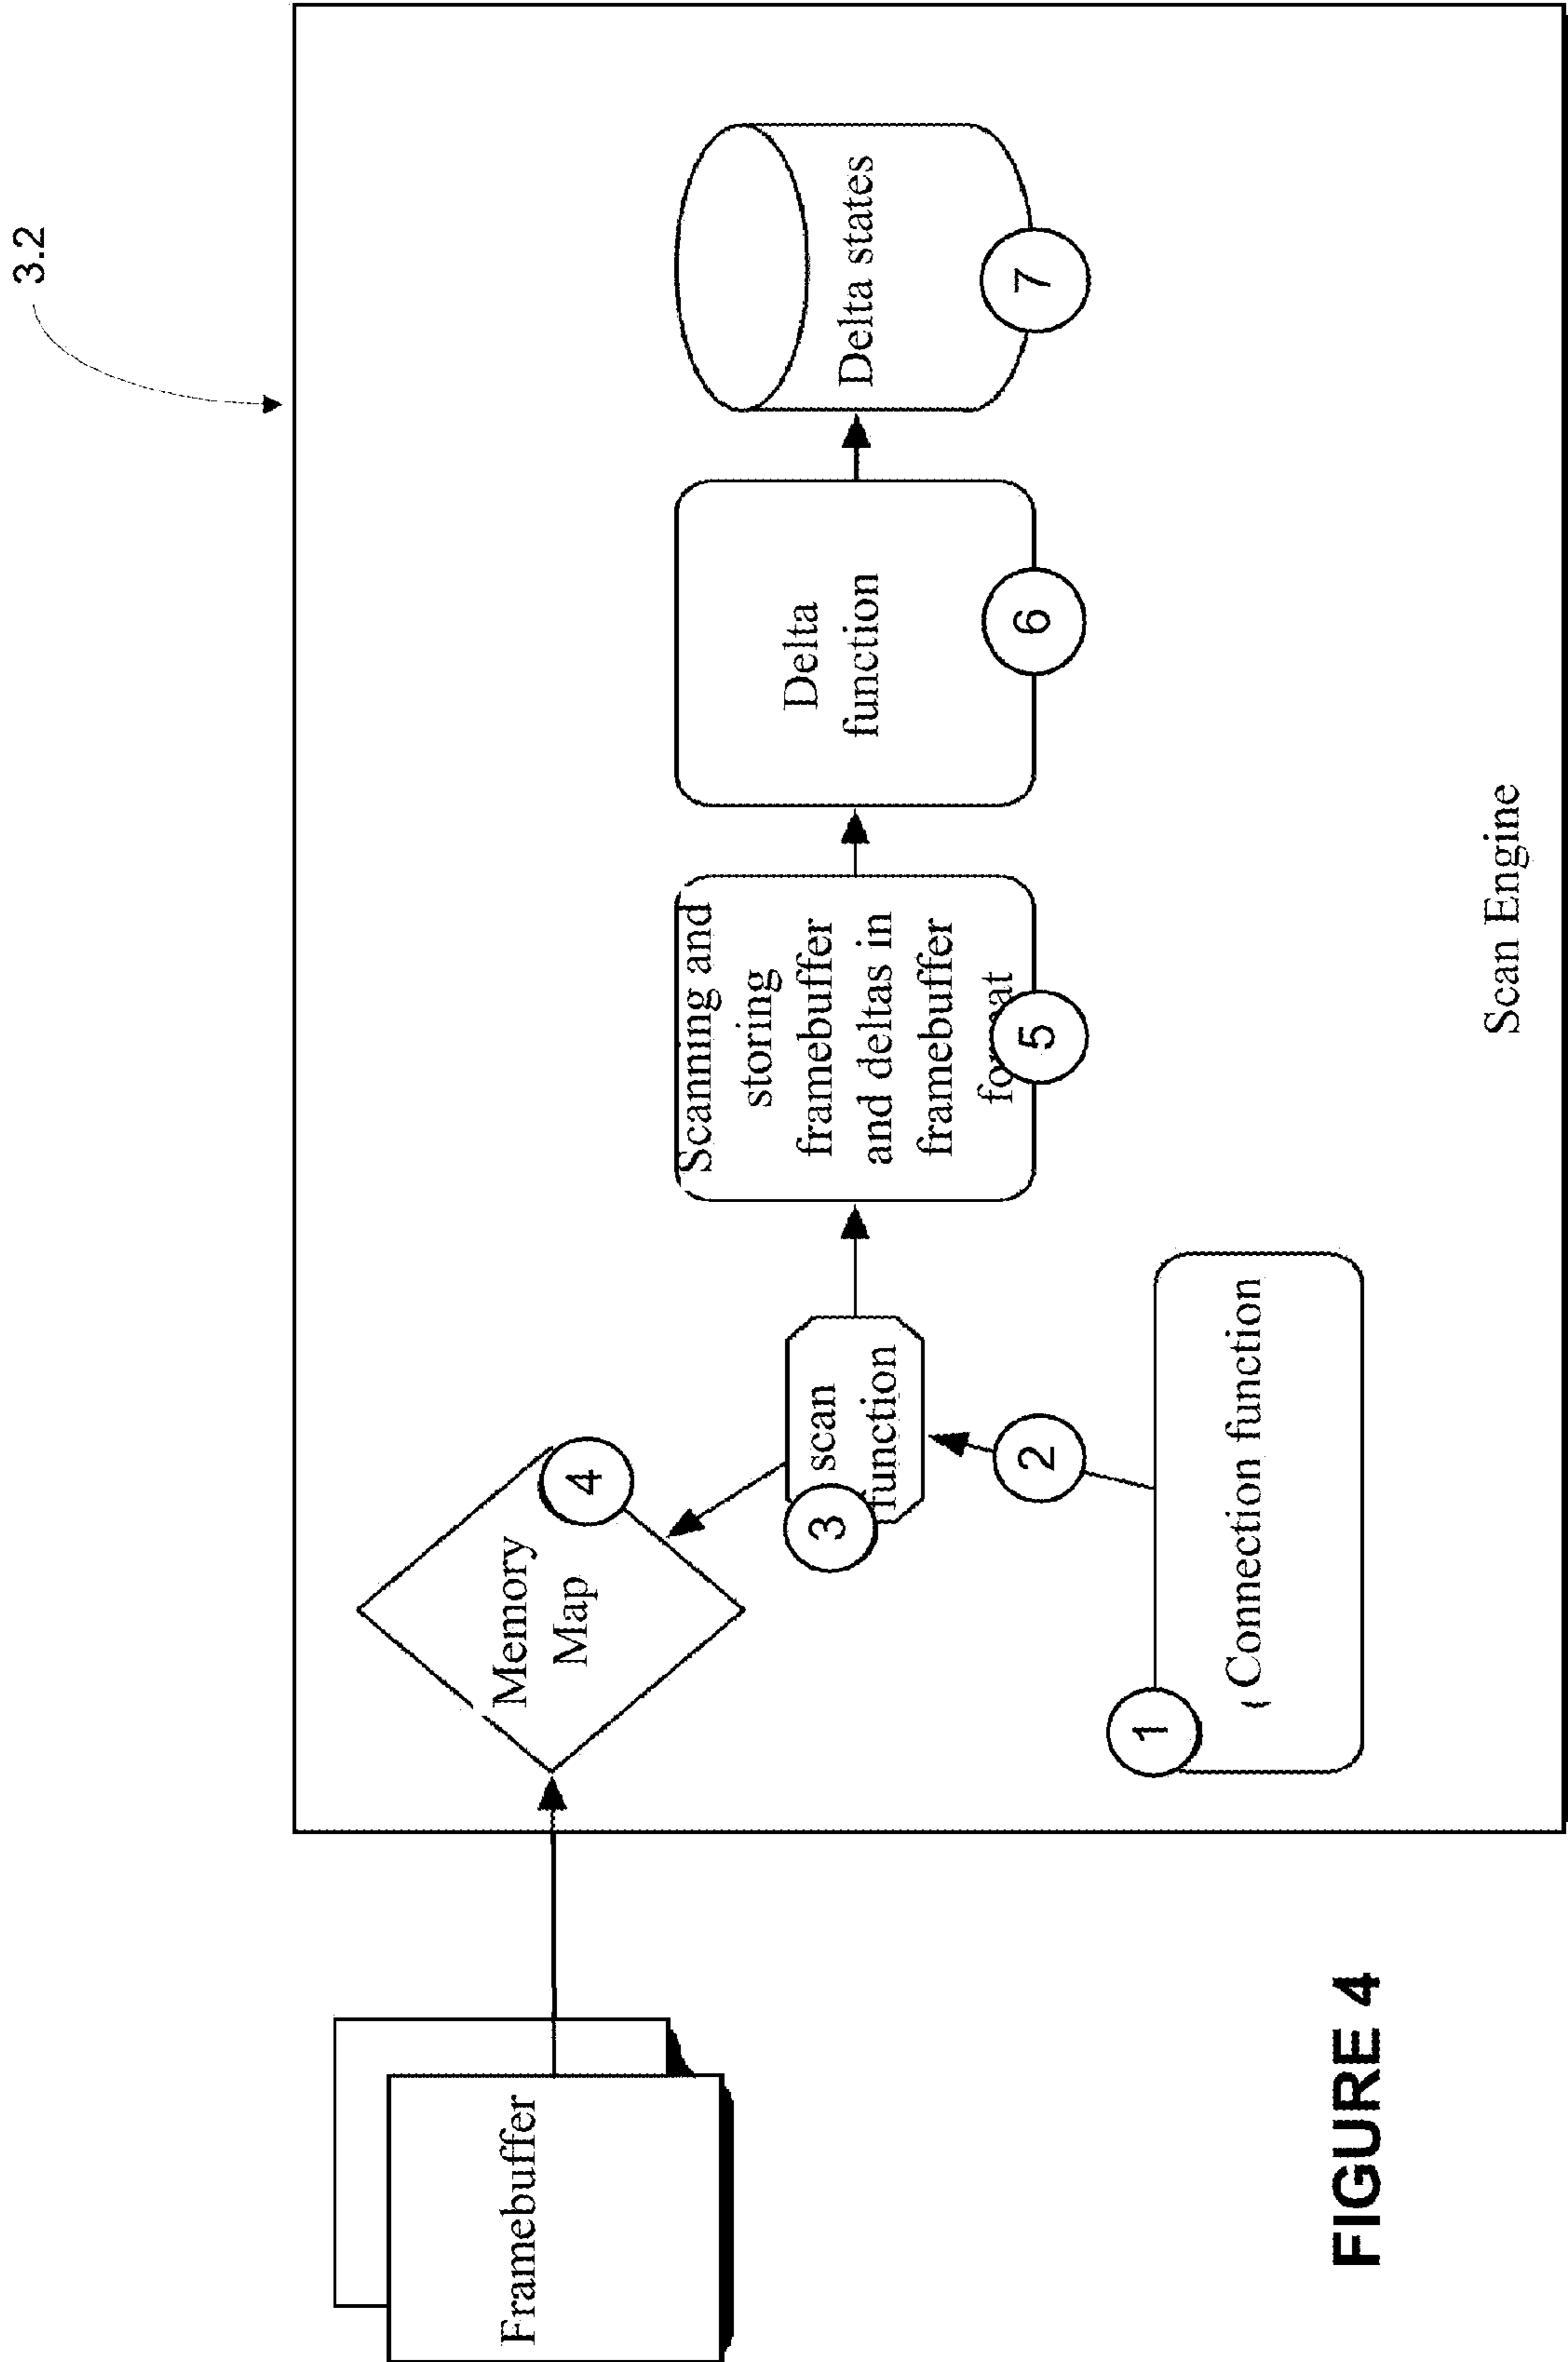 3.2
Framebuffer
Memory
Map
4
scan
function
3
2
1
Connection function
Scanning and
storing
framebuffer
and deltas in
framebuffer
5
Delta
function
6
Delta states
7
Scan Engine
FIGURE 4